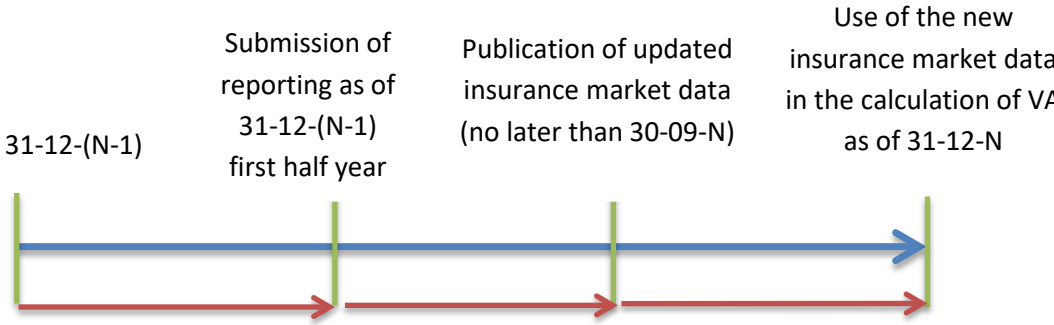 31-12-(N-1)
Submission of
reporting as of
31-12-(N-1)
first half year
Publication of updated
insurance market data
(no later than 30-09-N)
Use of the new
insurance market data
in the calculation of VA
as of 31-12-N